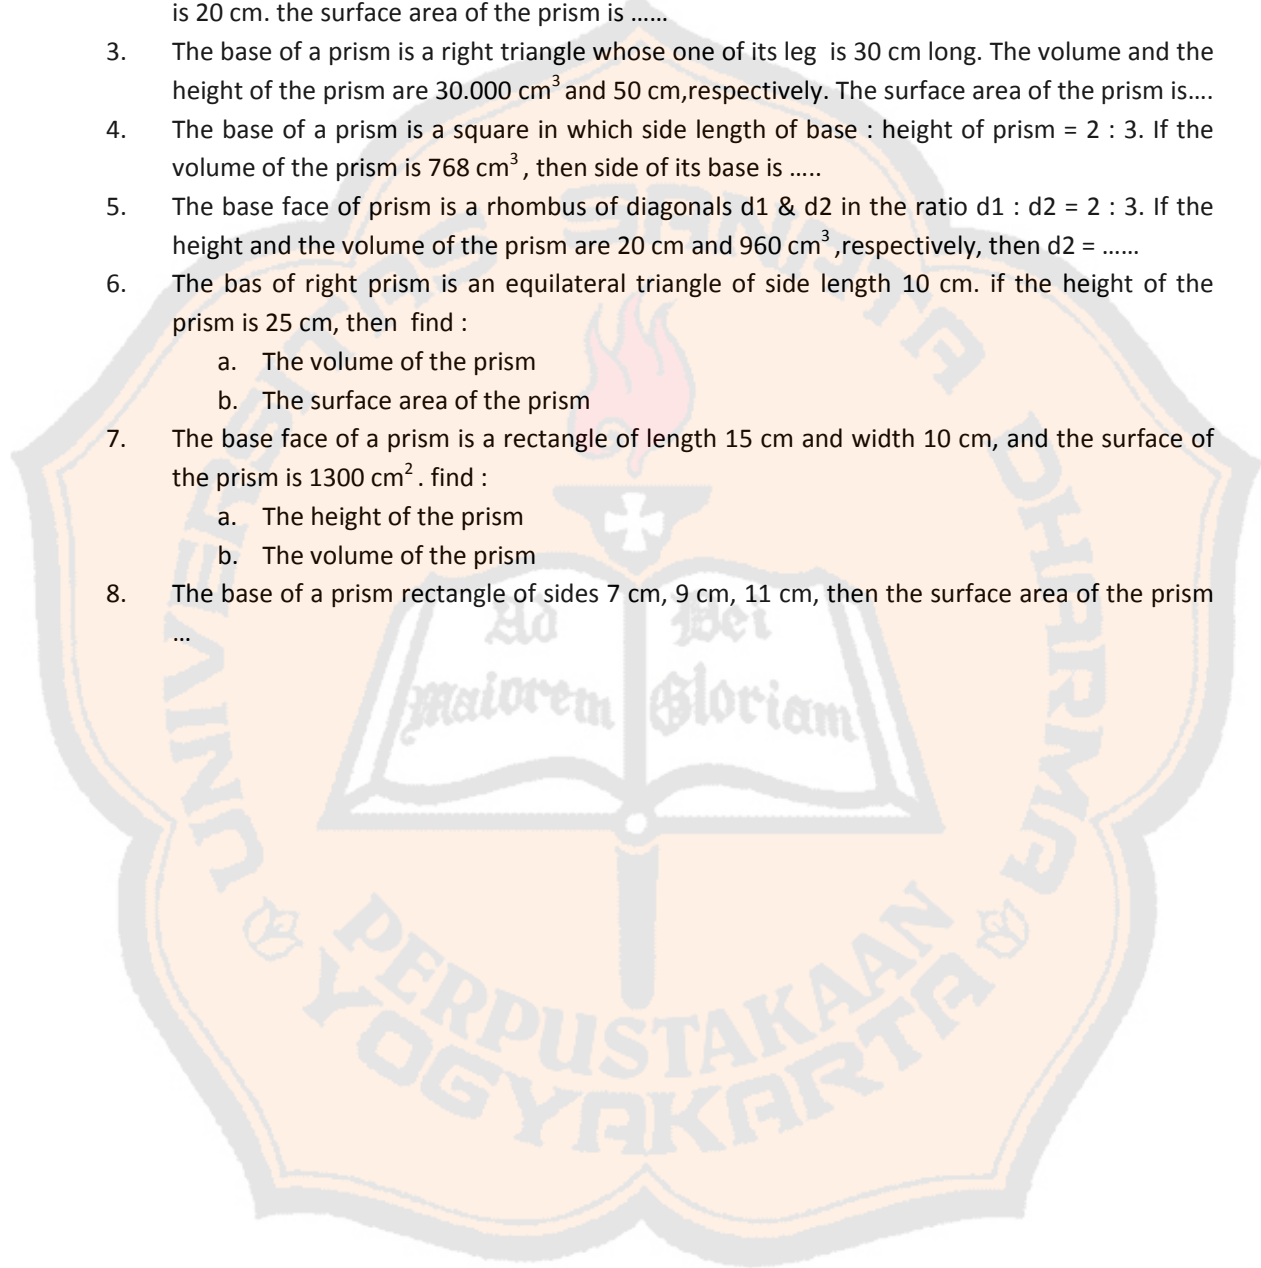 is 20 cm. the surface area of the prism is ......
3. The base of a prism is a right triangle whose one of its leg is 30 cm long. The volume and the
height of the prism are 30.000 cm³ and 50 cm,respectively. The surface area of the prism is....
4. The base of a prism is a square in which side length of base : height of prism = 2 : 3. If the
volume of the prism is 768 cm³ , then side of its base is .....
5. The base face of prism is a rhombus of diagonals d1 & d2 in the ratio d1 : d2 = 2 : 3. If the
height and the volume of the prism are 20 cm and 960 cm³ ,respectively, then d2 = ......
6. The bas of right prism is an equilateral triangle of side length 10 cm. if the height of the
prism is 25 cm, then find :
a. The volume of the prism
b. The surface area of the prism
7. The base face of a prism is a rectangle of length 15 cm and width 10 cm, and the surface of
the prism is 1300 cm² . find :
a. The height of the prism
b. The volume of the prism
8. The base of a prism rectangle of sides 7 cm, 9 cm, 11 cm, then the surface area of the prism
...
UNIVERSITAS SANATA DHARMA
Ad Dei
Maiorem Gloriam
PERPUSTAKAAN
YOGYAKARTA